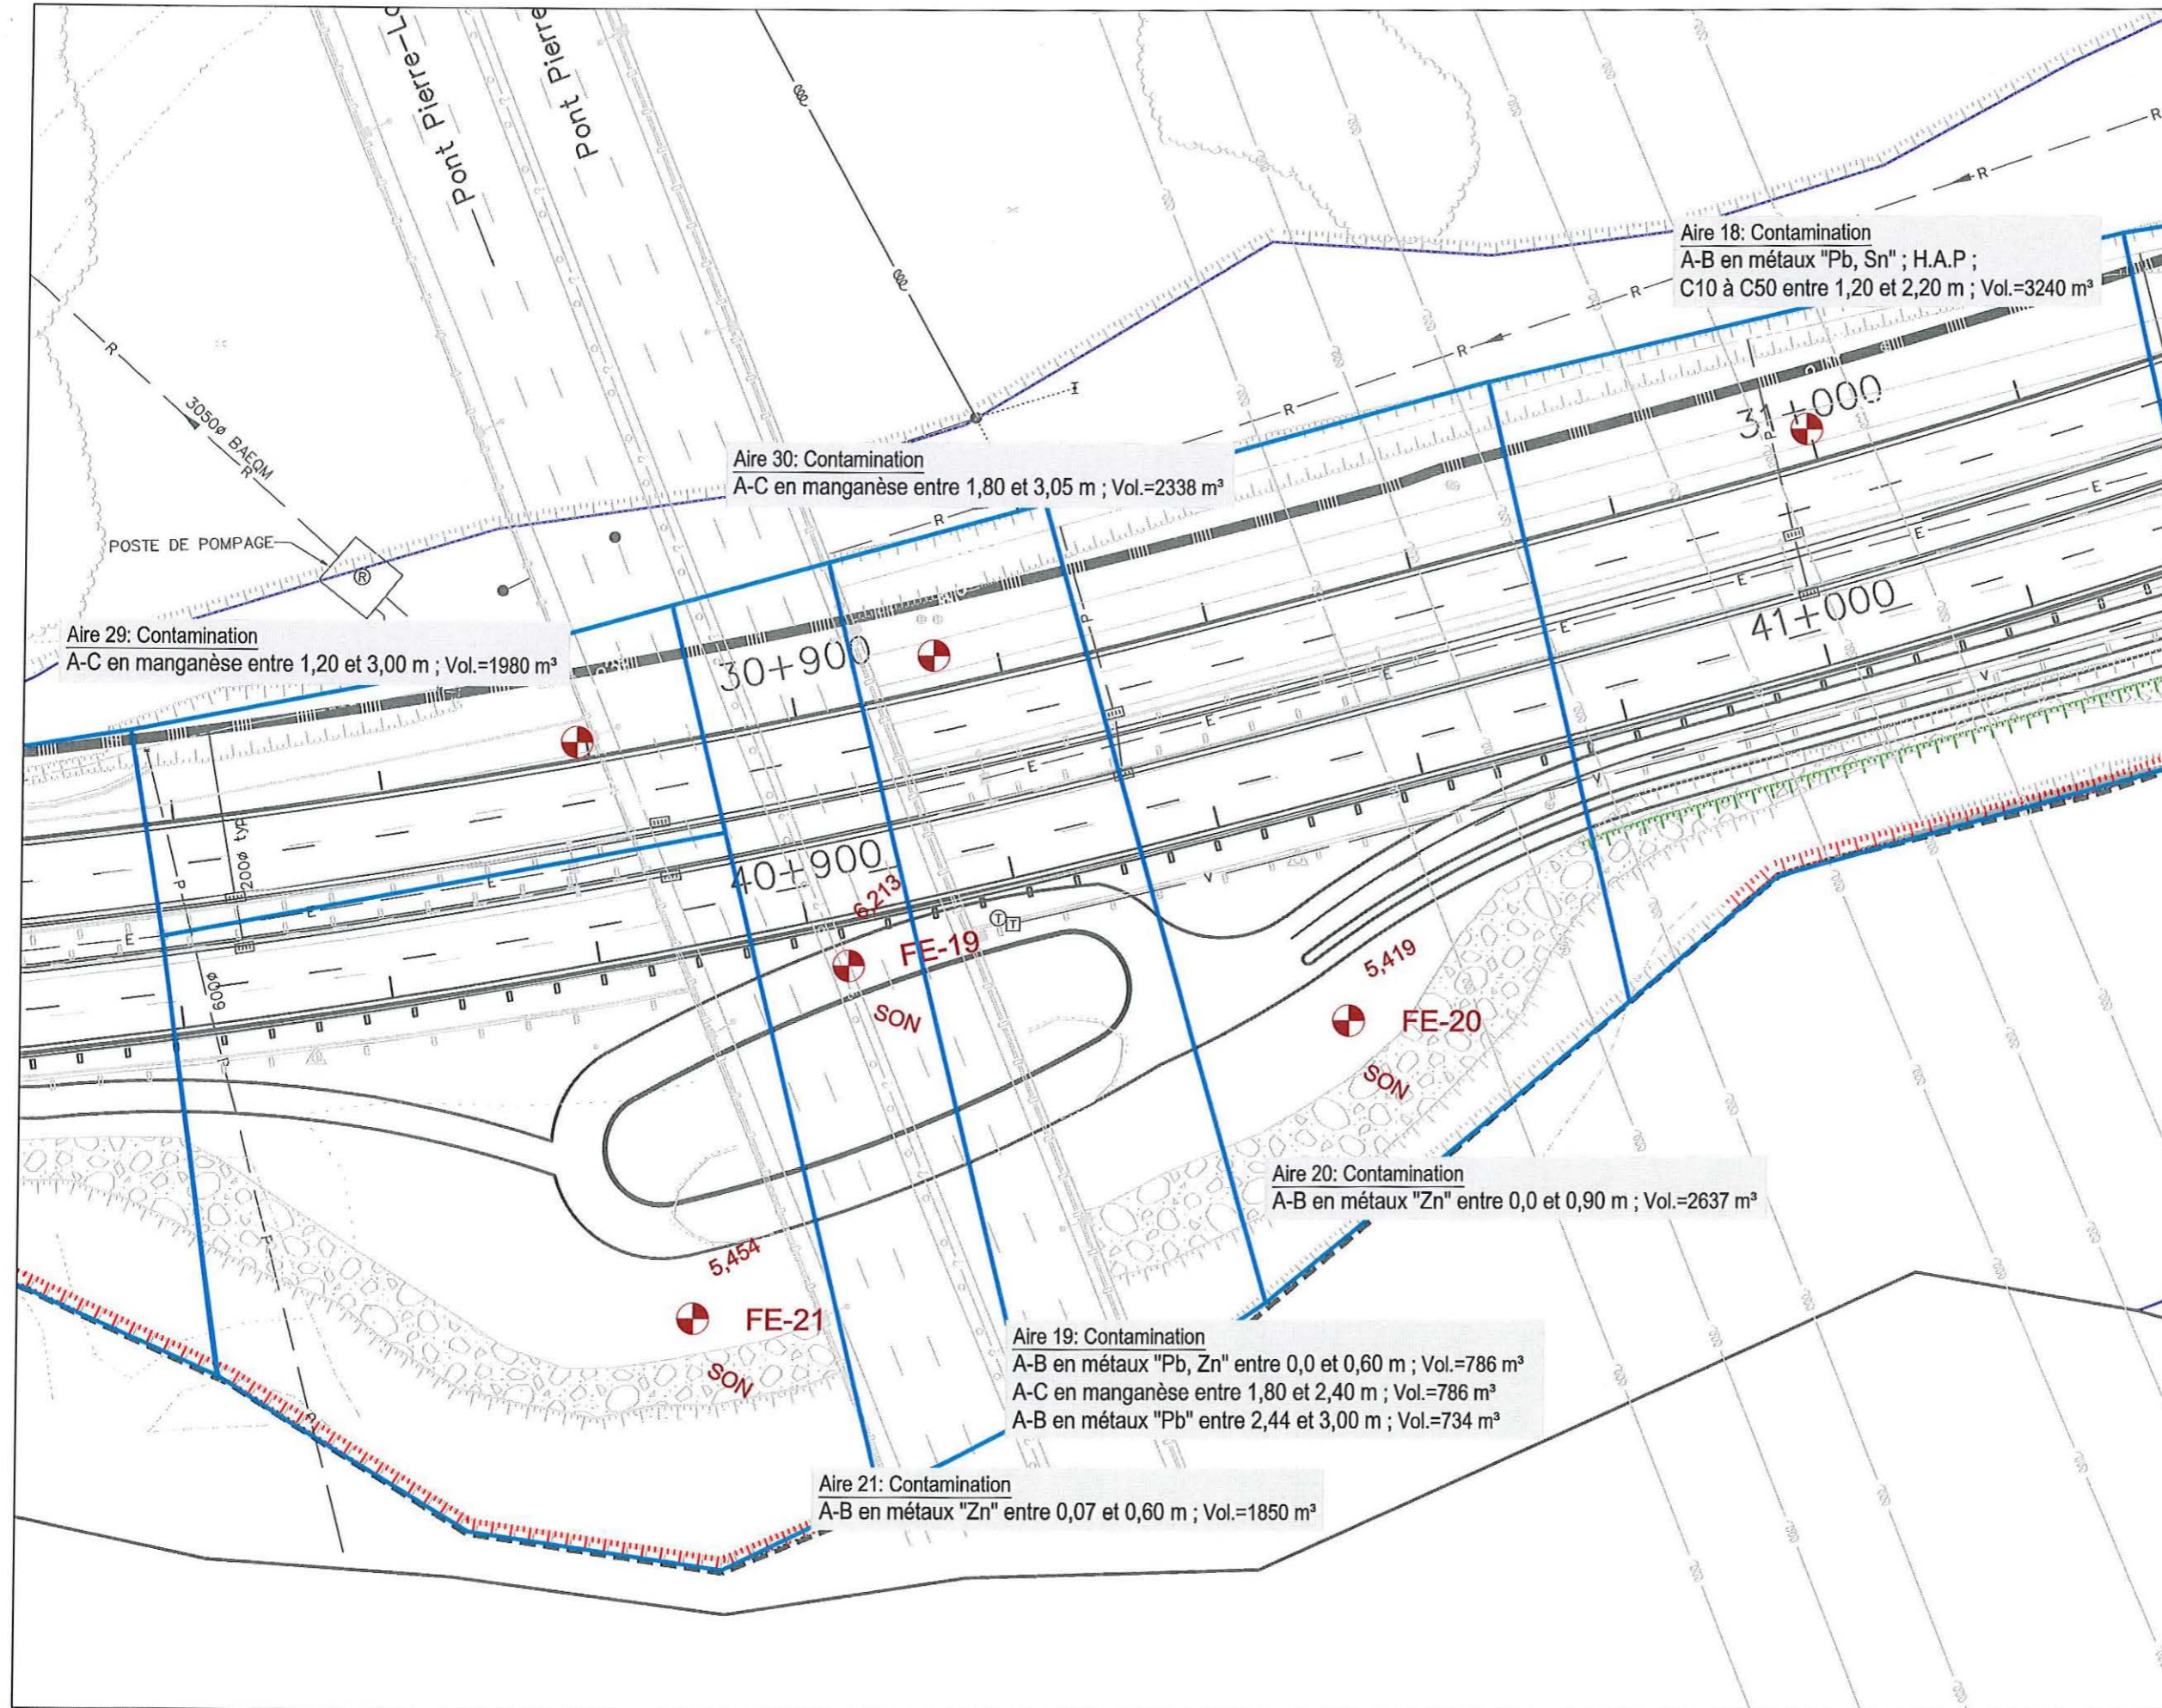 Pont Pierre-L
Pont Pierre
Aire 18: Contamination
A-B en métaux "Pb, Sn" ; H.A.P ;
C10 à C50 entre 1,20 et 2,20 m ; Vol.=3240 m³
R
R
R
R
R
R
R
R
R
3050ø BAEQM
POSTE DE POMPAGE
R
Aire 30: Contamination
A-C en manganèse entre 1,80 et 3,05 m ; Vol.=2338 m³
31+000
P
Aire 29: Contamination
A-C en manganèse entre 1,20 et 3,00 m ; Vol.=1980 m³
30+900
P
41+000
E
E
E
E
E
E
E
E
E
E
V
V
V
200ø typ
P
600ø
P
P
40+900
6,213
FE-19
SON
T
T
5,419
FE-20
SON
Aire 20: Contamination
A-B en métaux "Zn" entre 0,0 et 0,90 m ; Vol.=2637 m³
5,454
FE-21
SON
Aire 19: Contamination
A-B en métaux "Pb, Zn" entre 0,0 et 0,60 m ; Vol.=786 m³
A-C en manganèse entre 1,80 et 2,40 m ; Vol.=786 m³
A-B en métaux "Pb" entre 2,44 et 3,00 m ; Vol.=734 m³
Aire 21: Contamination
A-B en métaux "Zn" entre 0,07 et 0,60 m ; Vol.=1850 m³